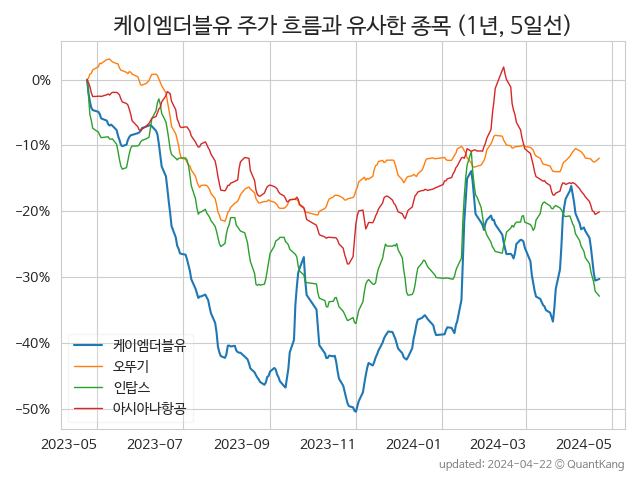 케이엠더블유 주가 흐름과 유사한 종목 (1년, 5일선)
0%
−10%
−20%
−30%
−40%
−50%
케이엠더블유
오뚜기
인탑스
아시아나항공
2023-05
2023-07
2023-09
2023-11
2024-01
2024-03
2024-05
updated: 2024-04-22 © QuantKang